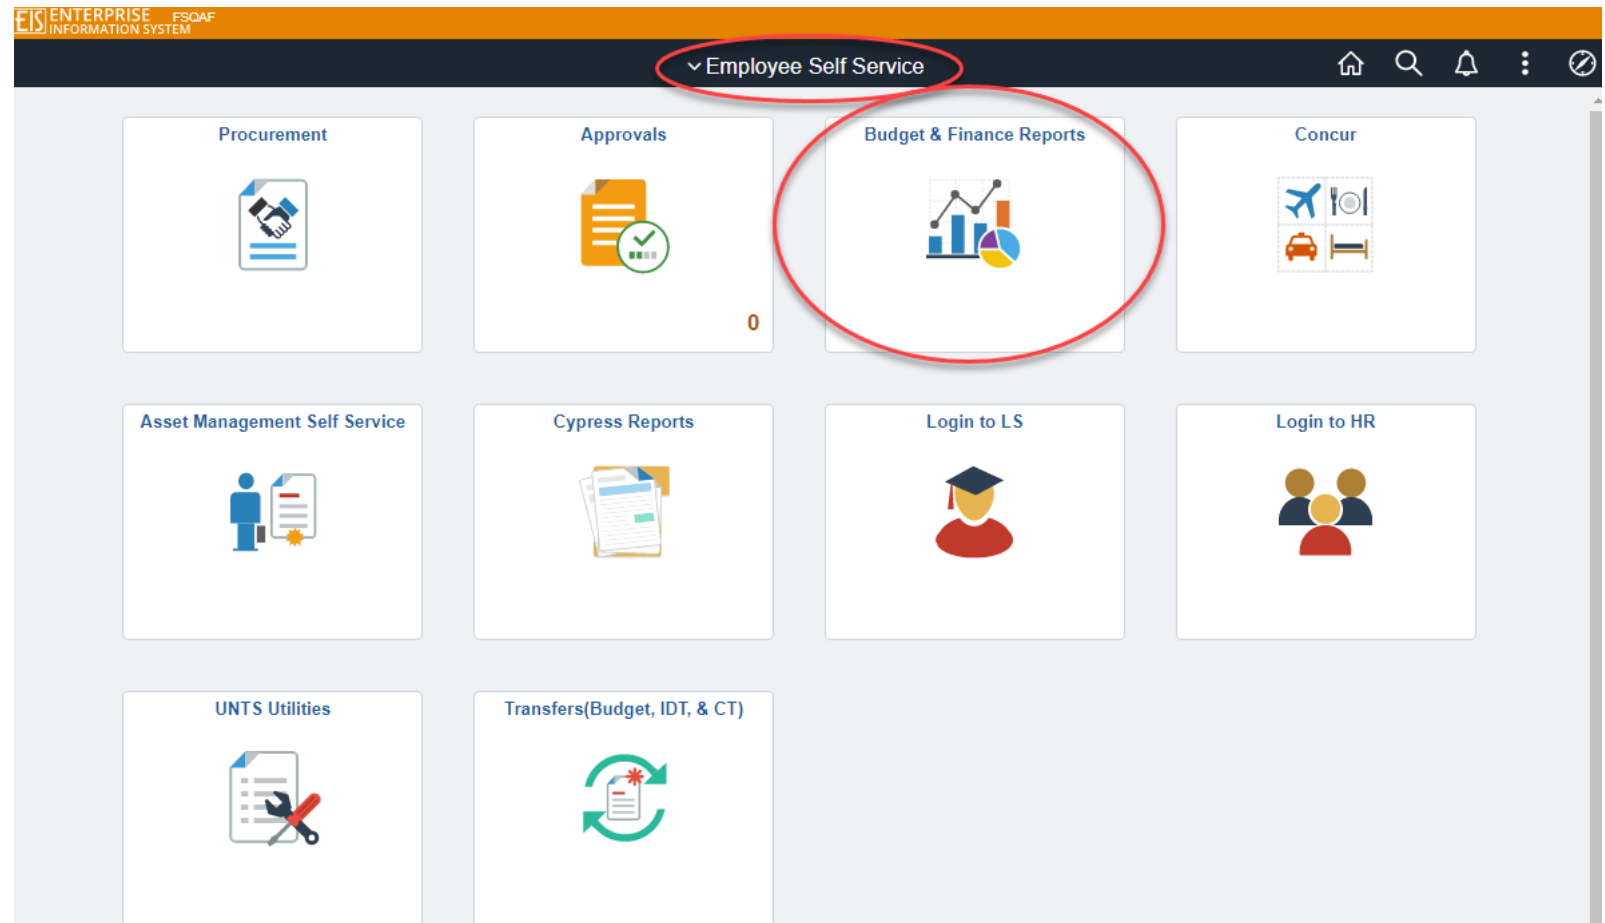 EIS ENTERPRISE FSQAF
INFORMATION SYSTEM
Employee Self Service
Procurement
Approvals
0
Budget & Finance Reports
Concur
Asset Management Self Service
Cypress Reports
Login to LS
Login to HR
UNTS Utilities
Transfers(Budget, IDT, & CT)